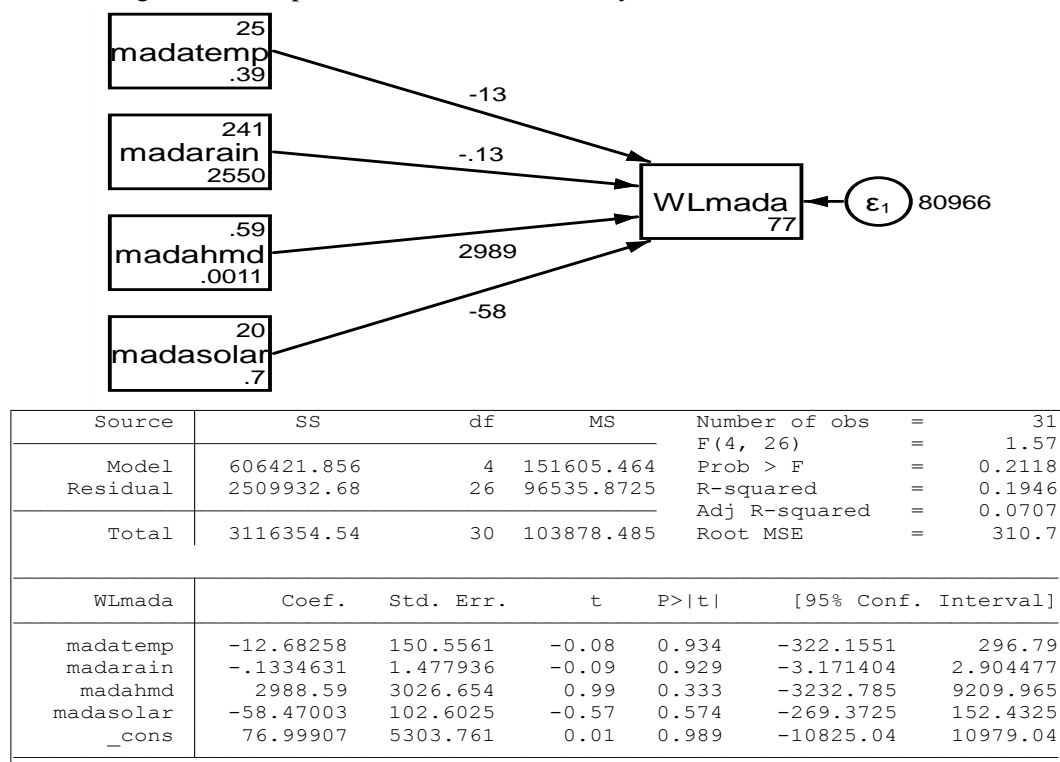 25
madatemp
.39
-13
241
madarain
2550
-.13
.59
madahmd
.0011
2989
20
madasolar
.7
-58
WLmada
77
ε1 80966
Source SS df MS Number of obs = 31
F(4, 26) = 1.57
Model 606421.856 4 151605.464 Prob > F = 0.2118
Residual 2509932.68 26 96535.8725 R-squared = 0.1946
Adj R-squared = 0.0707
Total 3116354.54 30 103878.485 Root MSE = 310.7
WLmada Coef. Std. Err. t P>|t| [95% Conf. Interval]
madatemp -12.68258 150.5561 -0.08 0.934 -322.1551 296.79
madarain -.1334631 1.477936 -0.09 0.929 -3.171404 2.904477
madahmd 2988.59 3026.654 0.99 0.333 -3232.785 9209.965
madasolar -58.47003 102.6025 -0.57 0.574 -269.3725 152.4325
_cons 76.99907 5303.761 0.01 0.989 -10825.04 10979.04